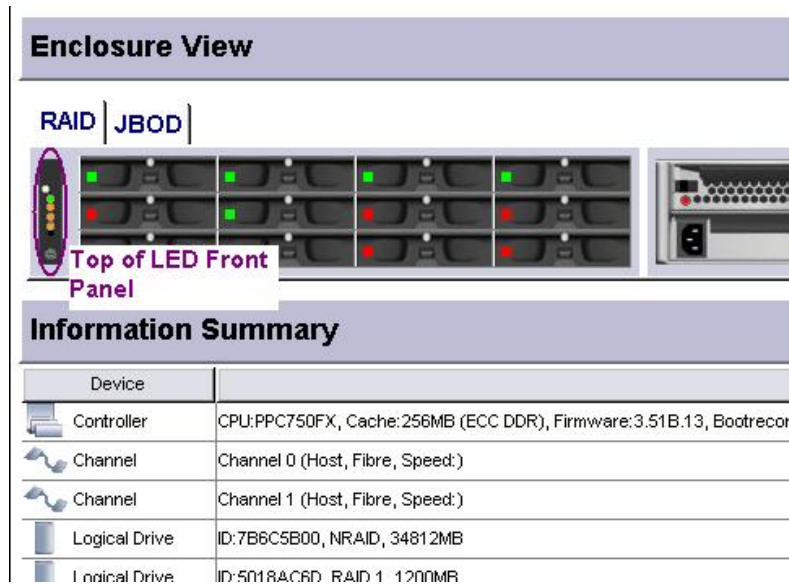 Enclosure View
RAID JBOD
Top of LED Front
Panel
Information Summary
Device
Controller CPU:PPC750FX, Cache:256MB (ECC DDR), Firmware:3.51B.13, Bootrecor
Channel Channel 0 (Host, Fibre, Speed:)
Channel Channel 1 (Host, Fibre, Speed:)
Logical Drive ID:7B6C5B00, NRAID, 34812MB
Logical Drive ID:5018AC6D, RAID 1, 1200MB